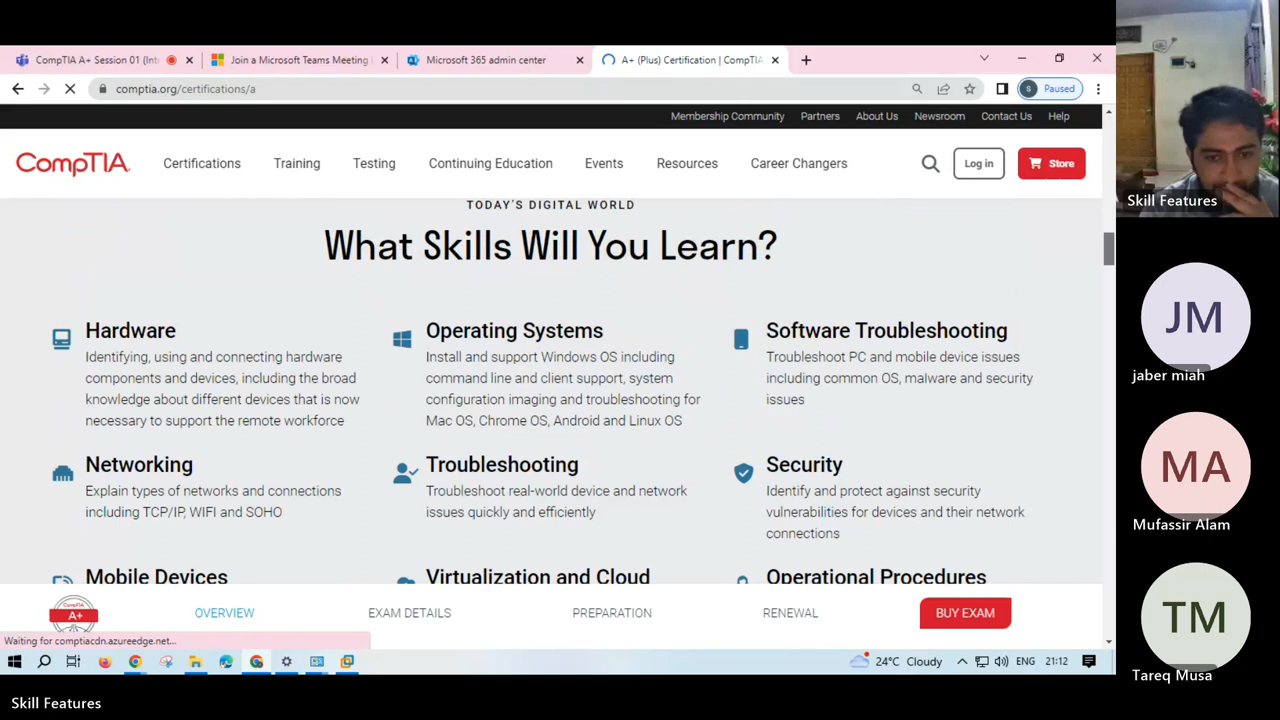 CompTIA A+ Session 01 (Int
Join a Microsoft Teams Meeting
Microsoft 365 admin center
A+ (Plus) Certification | CompTIA
comptia.org/certifications/a
S
Paused
Membership Community
Partners
About Us
Newsroom
Contact Us
Help
CompTIA.
Certifications
Training
Testing
Continuing Education
Events
Resources
Career Changers
Log in
Store
TODAY'S DIGITAL WORLD
What Skills Will You Learn?
Hardware
Identifying, using and connecting hardware
components and devices, including the broad
knowledge about different devices that is now
necessary to support the remote workforce
Operating Systems
Install and support Windows OS including
command line and client support, system
configuration imaging and troubleshooting for
Mac OS, Chrome OS, Android and Linux OS
Software Troubleshooting
Troubleshoot PC and mobile device issues
including common OS, malware and security
issues
Networking
Explain types of networks and connections
including TCP/IP, WIFI and SOHO
Troubleshooting
Troubleshoot real-world device and network
issues quickly and efficiently
Security
Identify and protect against security
vulnerabilities for devices and their network
connections
Mobile Devices
Virtualization and Cloud
Operational Procedures
CompTIA
A+
OVERVIEW
EXAM DETAILS
PREPARATION
RENEWAL
BUY EXAM
Waiting for comptiacdn.azureedge.net...
24°C Cloudy
ENG
21:12
Skill Features
Skill Features
JM
jaber miah
MA
Mufassir Alam
TM
Tareq Musa